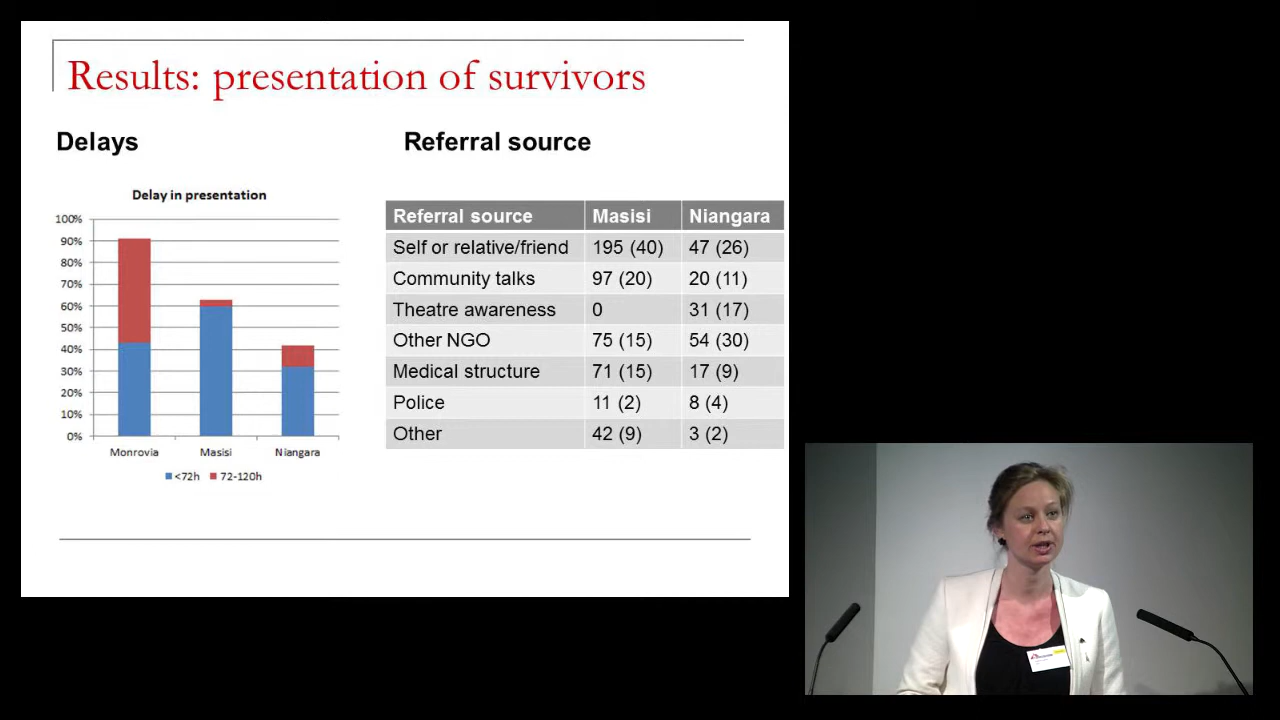 Results: presentation of survivors
Delays
Referral source
Delay in presentation
100%
90%
80%
70%
60%
50%
40%
30%
20%
10%
0%
Monrovia Masisi Niangara
<72h 72-120h
Referral source Masisi Niangara
Self or relative/friend 195 (40) 47 (26)
Community talks 97 (20) 20 (11)
Theatre awareness 0 31 (17)
Other NGO 75 (15) 54 (30)
Medical structure 71 (15) 17 (9)
Police 11 (2) 8 (4)
Other 42 (9) 3 (2)